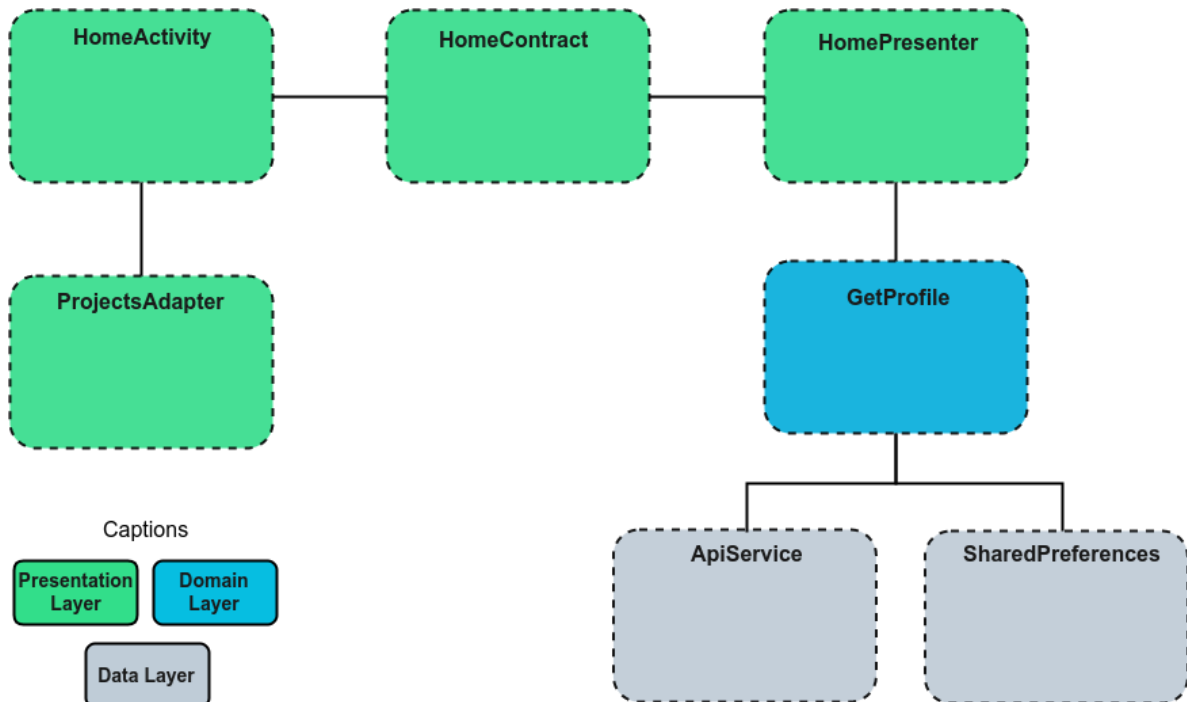 HomeActivity
HomeContract
HomePresenter
ProjectsAdapter
GetProfile
Captions
ApiService
SharedPreferences
Presentation
Layer
Domain
Layer
Data Layer